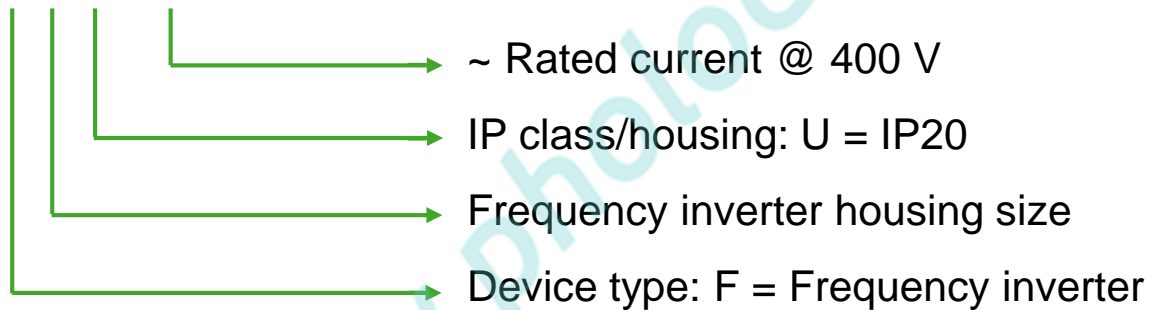 ~ Rated current @ 400 V
IP class/housing: U = IP20
Frequency inverter housing size
Device type: F = Frequency inverter